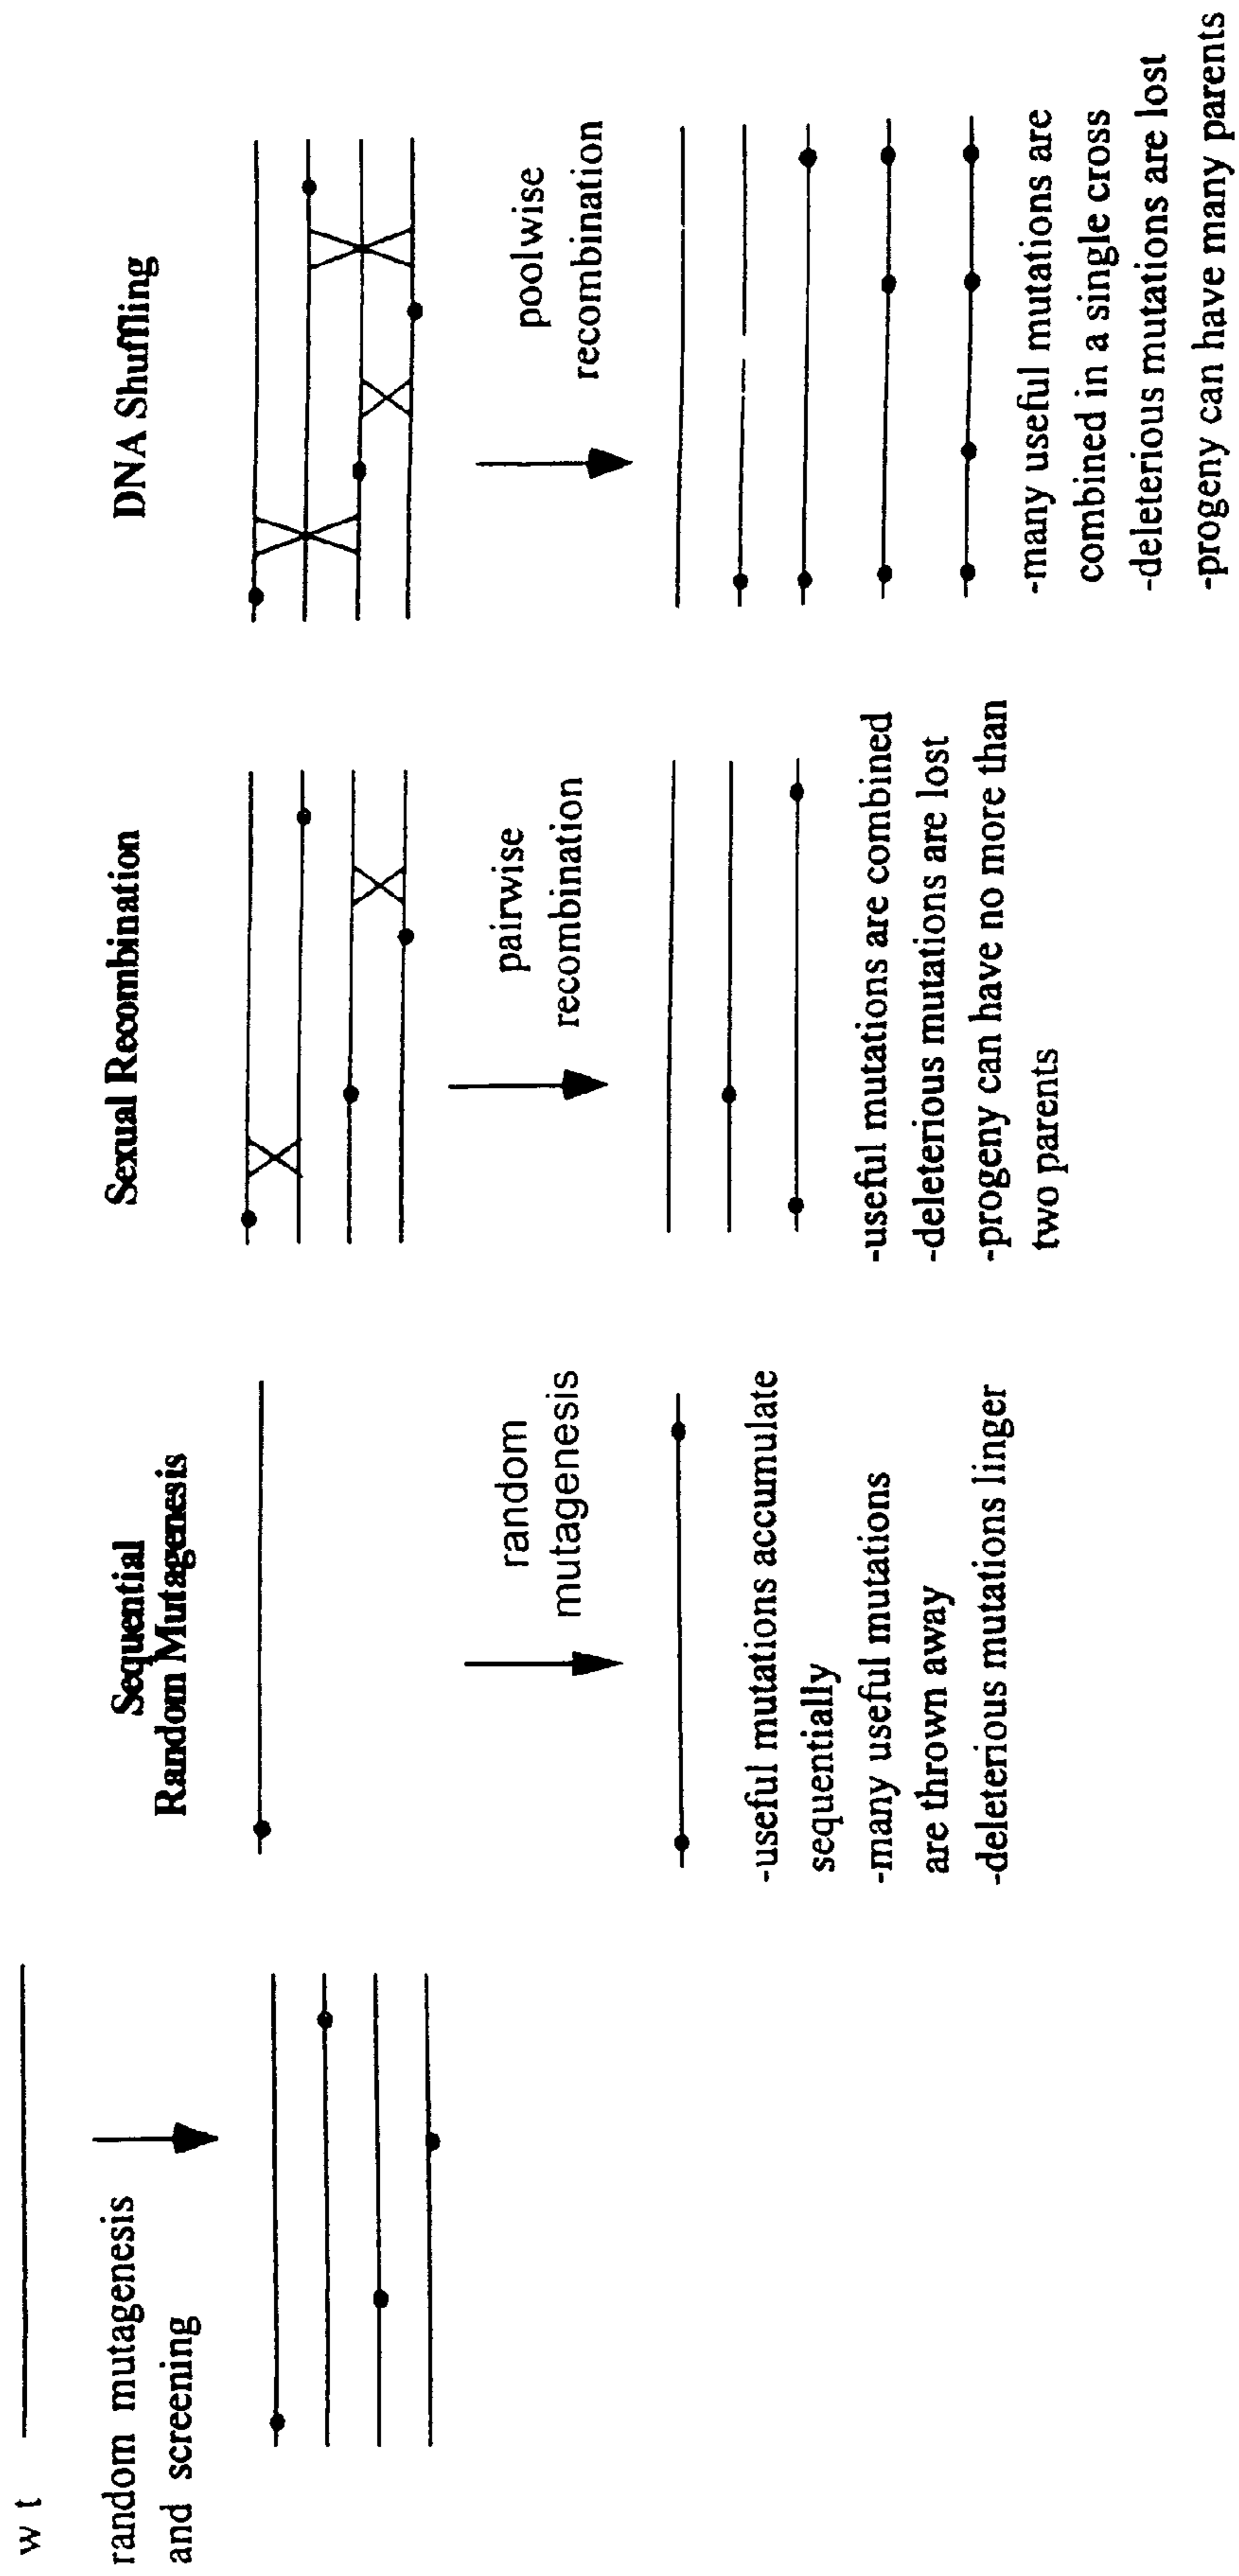 w t
random mutagenesis
and screening
Sequential
Random Mutagenesis
random
mutagenesis
-useful mutations accumulate
sequentially
-many useful mutations
are thrown away
-deleterious mutations linger
Sexual Recombination
pairwise
recombination
-useful mutations are combined
-deleterious mutations are lost
-progeny can have no more than
two parents
DNA Shuffling
poolwise
recombination
-many useful mutations are
combined in a single cross
-deleterious mutations are lost
-progeny can have many parents